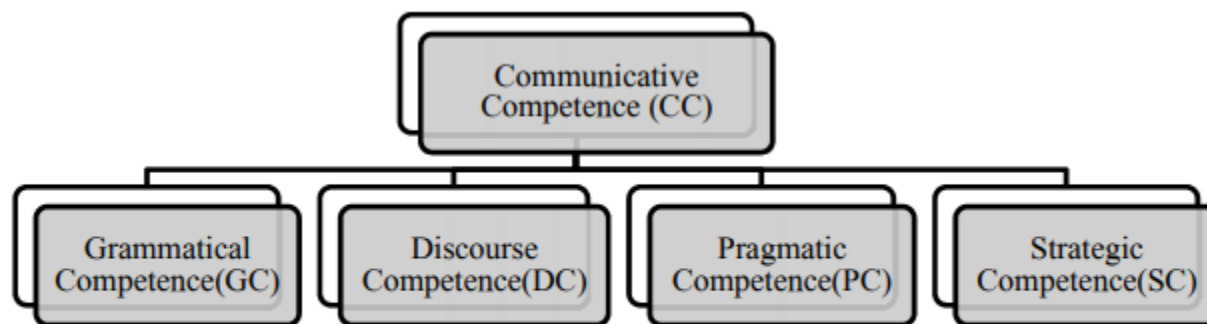 Communicative
Competence (CC)
Grammatical
Competence(GC)
Discourse
Competence(DC)
Pragmatic
Competence(PC)
Strategic
Competence(SC)